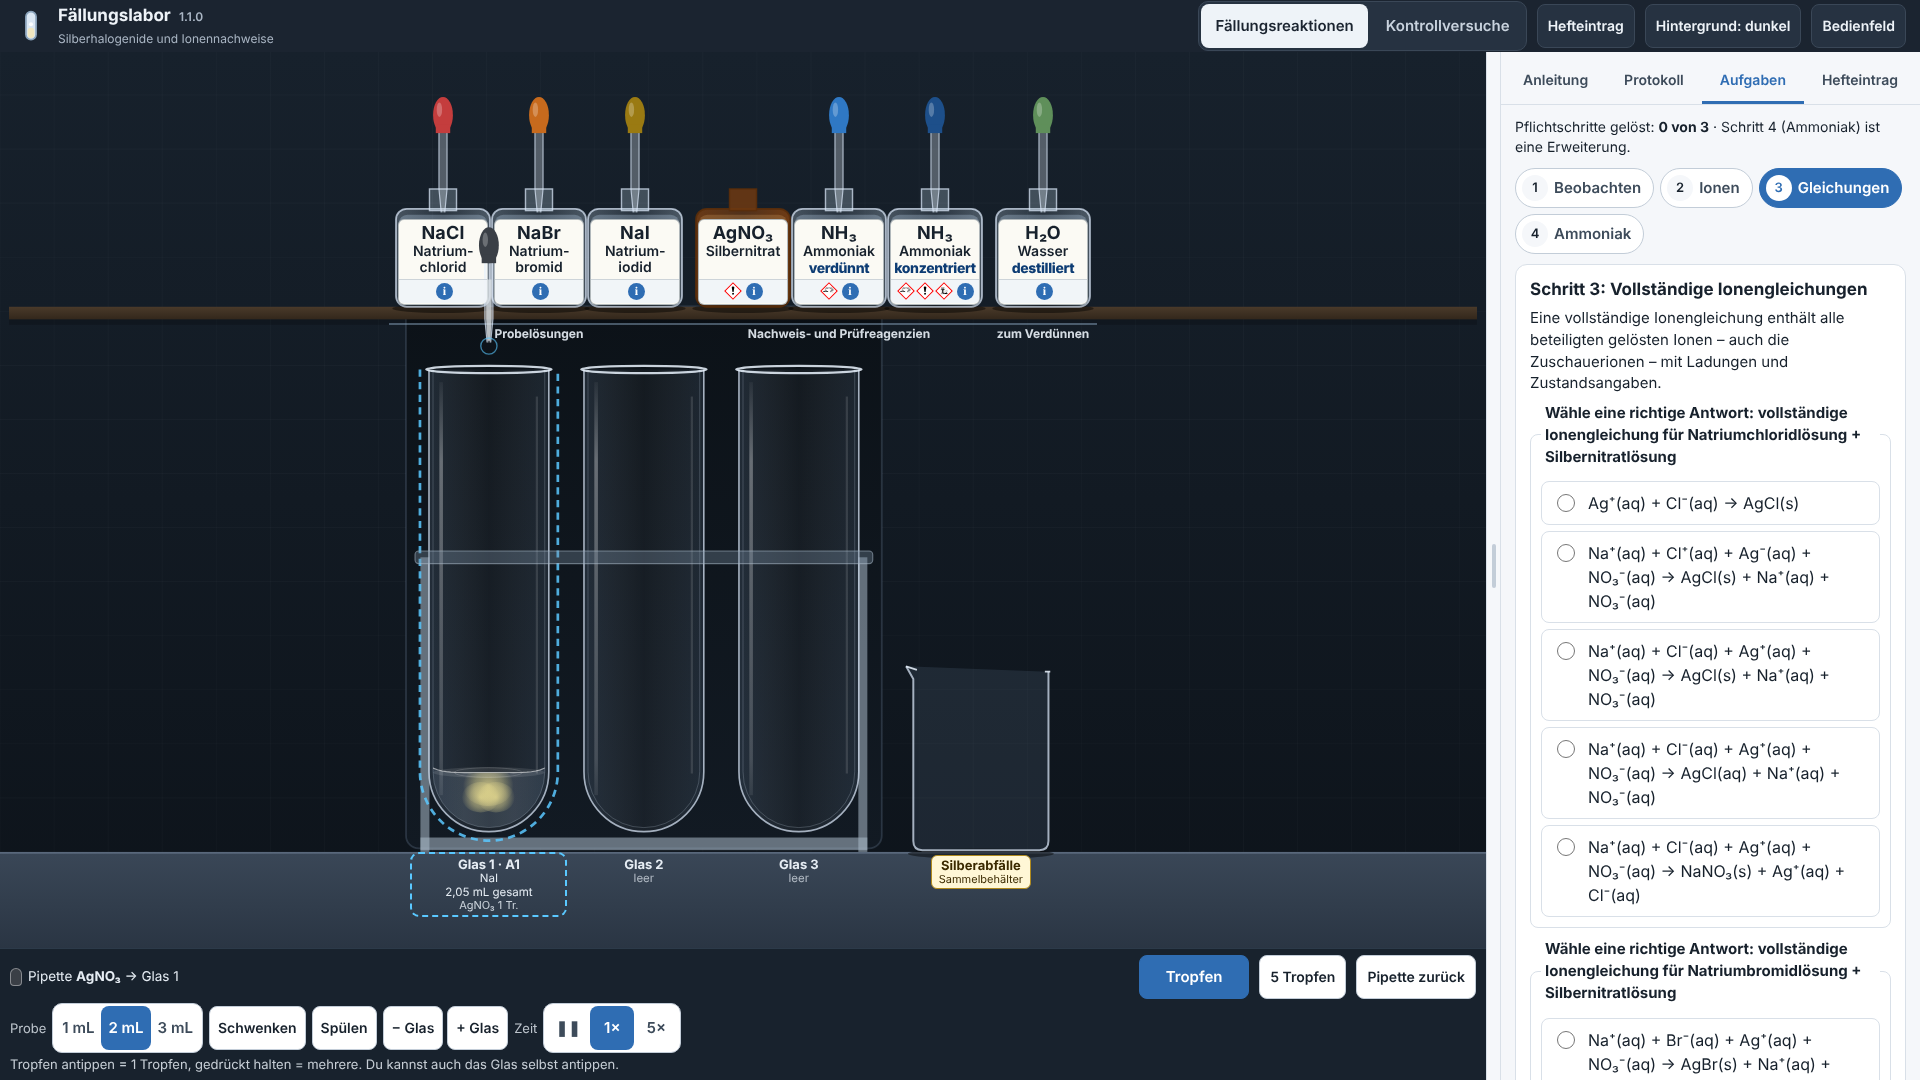 Fällungslabor 1.1.0
Silberhalogenide und Ionennachweise
Fällungsreaktionen
Kontrollversuche
Hefteintrag
Hintergrund: dunkel
Bedienfeld
NaCl
Natrium-
chlorid
i
NaBr
Natrium-
bromid
i
NaI
Natrium-
iodid
i
AgNO₃
Silbernitrat
i
NH₃
Ammoniak
verdünnt
i
NH₃
Ammoniak
konzentriert
i
H₂O
Wasser
destilliert
i
Probelösungen
Nachweis- und Prüfreagenzien
zum Verdünnen
Glas 1 · A1
NaI
2,05 mL gesamt
AgNO₃ 1 Tr.
Glas 2
leer
Glas 3
leer
Silberabfälle
Sammelbehälter
Pipette AgNO₃ → Glas 1
Tropfen
5 Tropfen
Pipette zurück
Probe
1 mL
2 mL
3 mL
Schwenken
Spülen
− Glas
+ Glas
Zeit
1×
5×
Tropfen antippen = 1 Tropfen, gedrückt halten = mehrere. Du kannst auch das Glas selbst antippen.
Anleitung
Protokoll
Aufgaben
Hefteintrag
Pflichtschritte gelöst: 0 von 3 · Schritt 4 (Ammoniak) ist
eine Erweiterung.
1 Beobachten
2 Ionen
3 Gleichungen
4 Ammoniak
Schritt 3: Vollständige Ionengleichungen
Eine vollständige Ionengleichung enthält alle
beteiligten gelösten Ionen – auch die
Zuschauerionen – mit Ladungen und
Zustandsangaben.
Wähle eine richtige Antwort: vollständige
Ionengleichung für Natriumchloridlösung +
Silbernitratlösung
Ag⁺(aq) + Cl⁻(aq) → AgCl(s)
Na⁺(aq) + Cl⁺(aq) + Ag⁻(aq) +
NO₃⁻(aq) → AgCl(s) + Na⁺(aq) +
NO₃⁻(aq)
Na⁺(aq) + Cl⁻(aq) + Ag⁺(aq) +
NO₃⁻(aq) → AgCl(s) + Na⁺(aq) +
NO₃⁻(aq)
Na⁺(aq) + Cl⁻(aq) + Ag⁺(aq) +
NO₃⁻(aq) → AgCl(aq) + Na⁺(aq) +
NO₃⁻(aq)
Na⁺(aq) + Cl⁻(aq) + Ag⁺(aq) +
NO₃⁻(aq) → NaNO₃(s) + Ag⁺(aq) +
Cl⁻(aq)
Wähle eine richtige Antwort: vollständige
Ionengleichung für Natriumbromidlösung +
Silbernitratlösung
Na⁺(aq) + Br⁻(aq) + Ag⁺(aq) +
NO₃⁻(aq) → AgBr(s) + Na⁺(aq) +